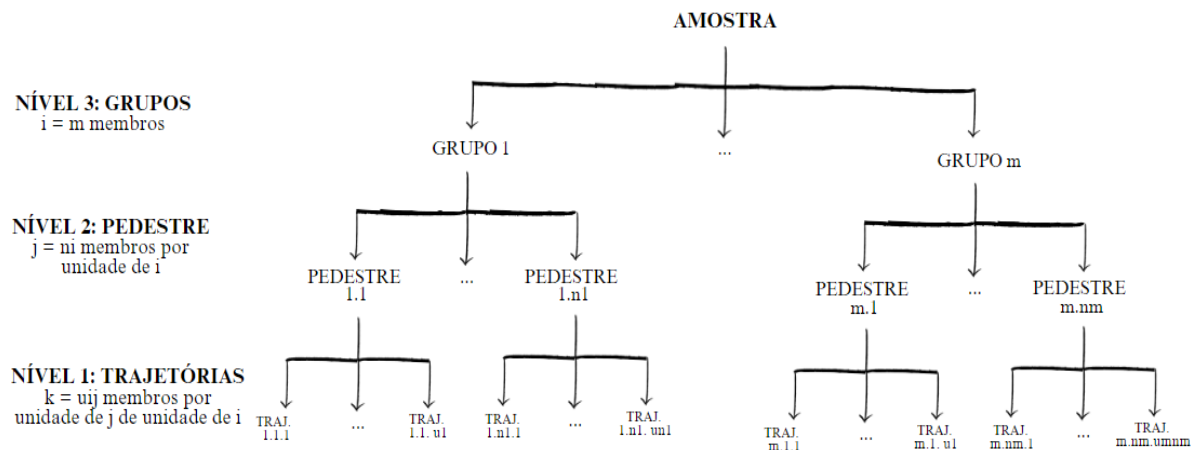 AMOSTRA
NÍVEL 3: GRUPOS
i = m membros
GRUPO 1
...
GRUPO m
NÍVEL 2: PEDESTRE
j = ni membros por
unidade de i
PEDESTRE
1.1
...
PEDESTRE
1.n1
PEDESTRE
m.1
...
PEDESTRE
m.nm
NÍVEL 1: TRAJETÓRIAS
k = uij membros por
unidade de j de unidade de i
TRAJ.
1.1.1
...
TRAJ.
1.1. u1
TRAJ.
1.n1.1
...
TRAJ.
1.n1. un1
TRAJ.
m.1.1
...
TRAJ.
m.1. u1
TRAJ.
m.nm.1
...
TRAJ.
m.nm.umnm